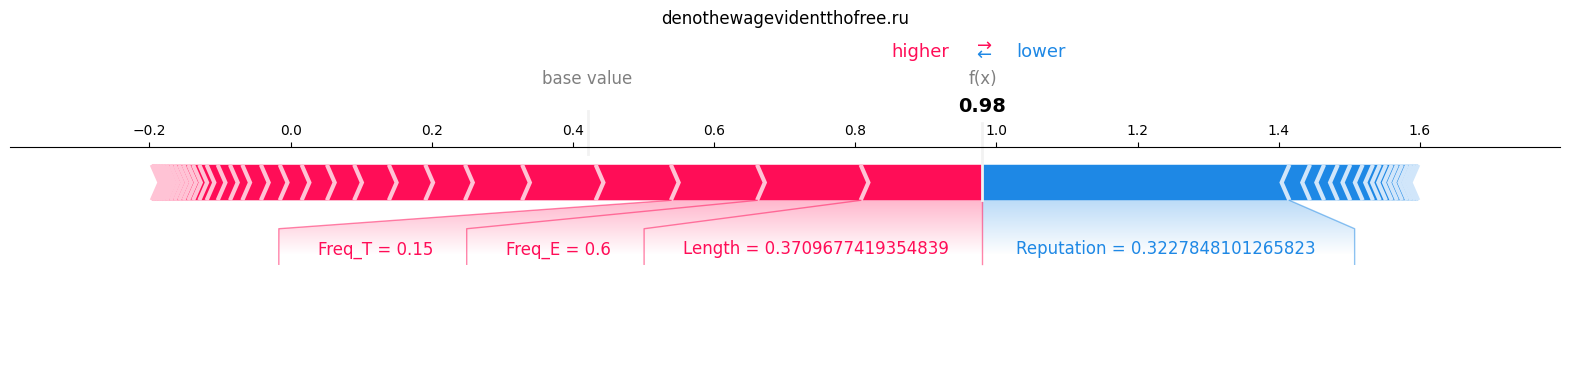 denothewagevidentthofree.ru
higher ⇄ lower
base value f(x)
0.98
−0.2 0.0 0.2 0.4 0.6 0.8 1.0 1.2 1.4 1.6
Freq_T = 0.15 Freq_E = 0.6 Length = 0.3709677419354839 Reputation = 0.3227848101265823